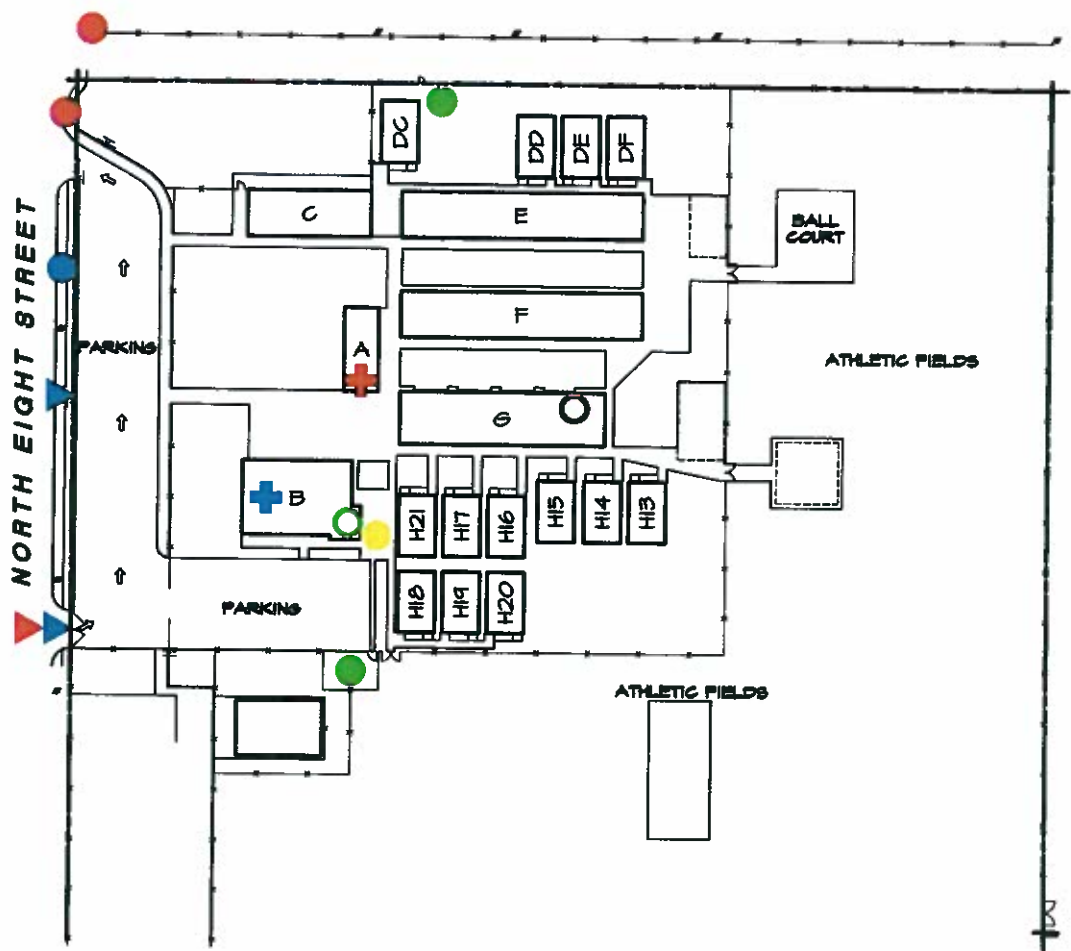 DC
DD
DE
DF
C
E
BALL
COURT
NORTH EIGHT STREET
F
PARKING
A
ATHLETIC FIELDS
G
B
H21
H17
H16
H15
H14
H13
H18
H19
H20
PARKING
ATHLETIC FIELDS